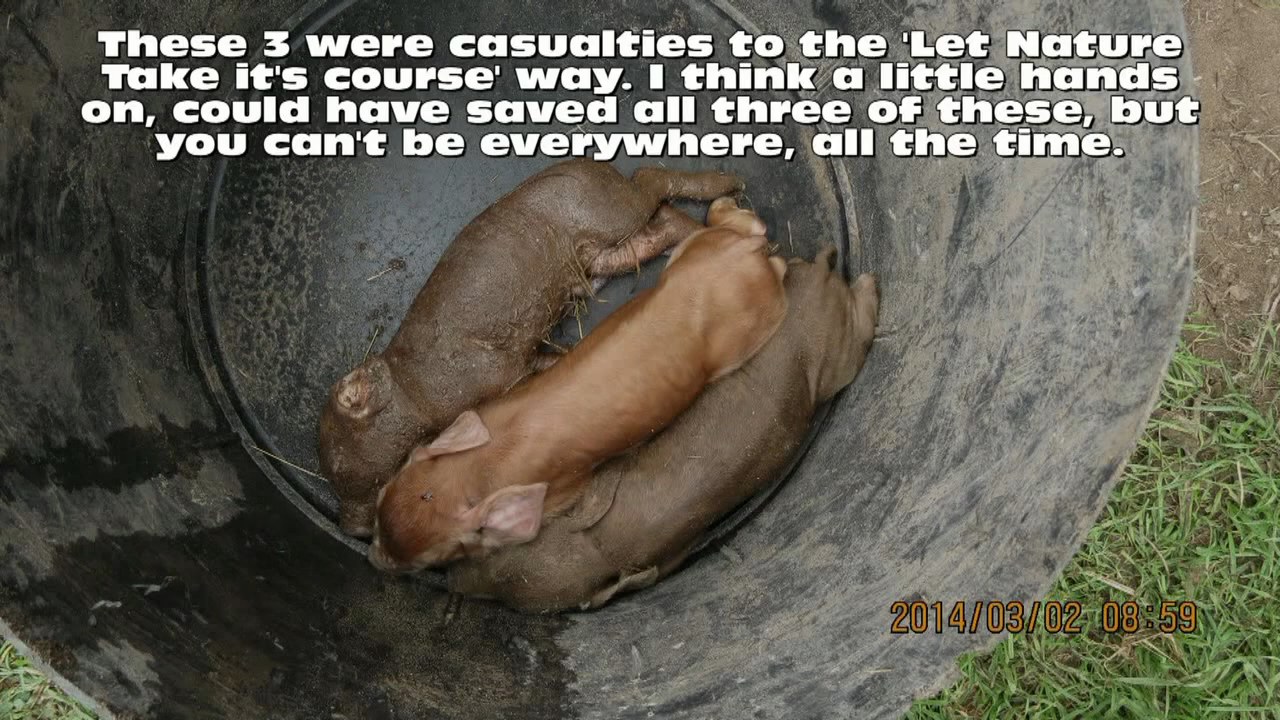 These 3 were casualties to the 'Let Nature
Take it's course' way. I think a little hands
on, could have saved all three of these, but
you can't be everywhere, all the time.
2014/03/02 08:59